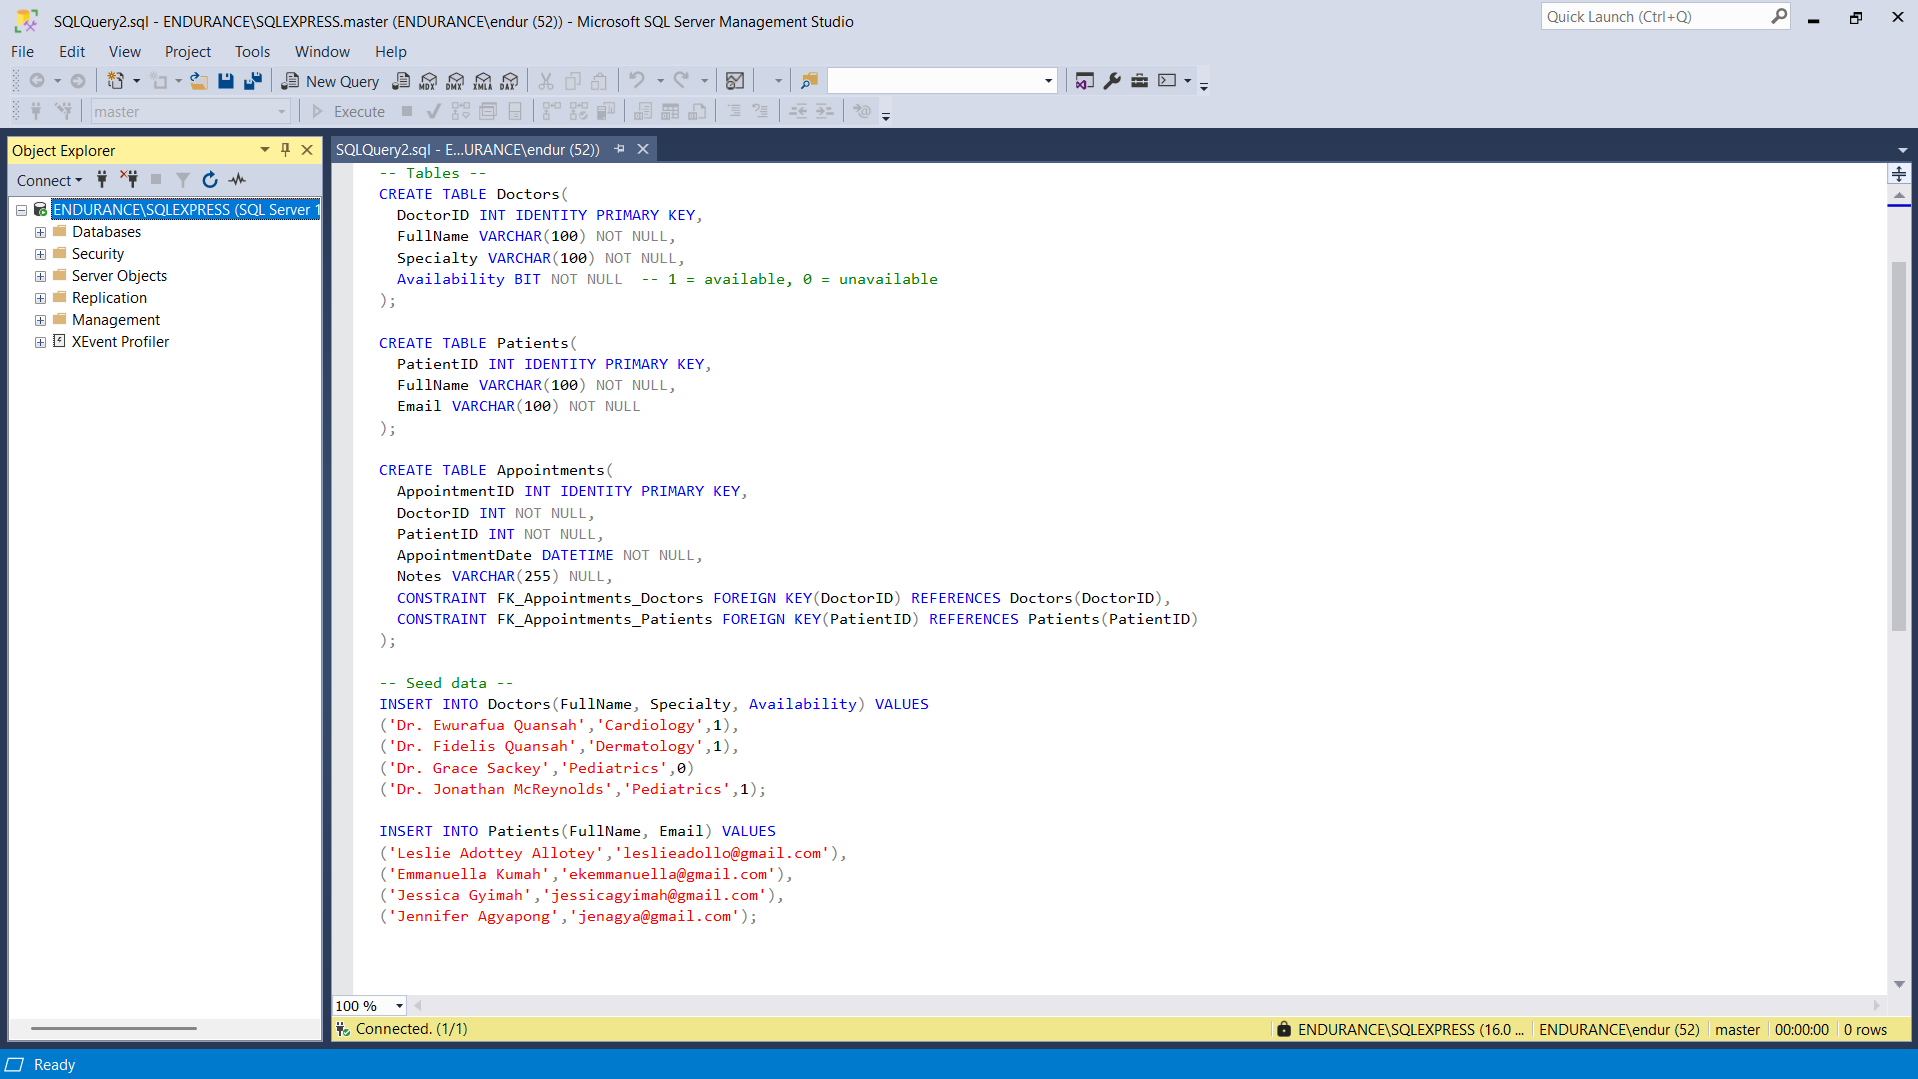 SQLQuery2.sql - ENDURANCE\SQLEXPRESS.master (ENDURANCE\endur (52)) - Microsoft SQL Server Management Studio
Quick Launch (Ctrl+Q)
File Edit View Project Tools Window Help
New Query MDX DMX XMLA DAX
master Execute
Object Explorer
SQLQuery2.sql - E...URANCE\endur (52))
Connect
ENDURANCE\SQLEXPRESS (SQL Server 1
Databases
Security
Server Objects
Replication
Management
XEvent Profiler
-- Tables --
CREATE TABLE Doctors(
  DoctorID INT IDENTITY PRIMARY KEY,
  FullName VARCHAR(100) NOT NULL,
  Specialty VARCHAR(100) NOT NULL,
  Availability BIT NOT NULL  -- 1 = available, 0 = unavailable
);
CREATE TABLE Patients(
  PatientID INT IDENTITY PRIMARY KEY,
  FullName VARCHAR(100) NOT NULL,
  Email VARCHAR(100) NOT NULL
);
CREATE TABLE Appointments(
  AppointmentID INT IDENTITY PRIMARY KEY,
  DoctorID INT NOT NULL,
  PatientID INT NOT NULL,
  AppointmentDate DATETIME NOT NULL,
  Notes VARCHAR(255) NULL,
  CONSTRAINT FK_Appointments_Doctors FOREIGN KEY(DoctorID) REFERENCES Doctors(DoctorID),
  CONSTRAINT FK_Appointments_Patients FOREIGN KEY(PatientID) REFERENCES Patients(PatientID)
);
-- Seed data --
INSERT INTO Doctors(FullName, Specialty, Availability) VALUES
('Dr. Ewurafua Quansah','Cardiology',1),
('Dr. Fidelis Quansah','Dermatology',1),
('Dr. Grace Sackey','Pediatrics',0)
('Dr. Jonathan McReynolds','Pediatrics',1);
INSERT INTO Patients(FullName, Email) VALUES
('Leslie Adottey Allotey','leslieadollo@gmail.com'),
('Emmanuella Kumah','ekemmanuella@gmail.com'),
('Jessica Gyimah','jessicagyimah@gmail.com'),
('Jennifer Agyapong','jenagya@gmail.com');
100 %
Connected. (1/1)
ENDURANCE\SQLEXPRESS (16.0 ... ENDURANCE\endur (52) master 00:00:00 0 rows
Ready